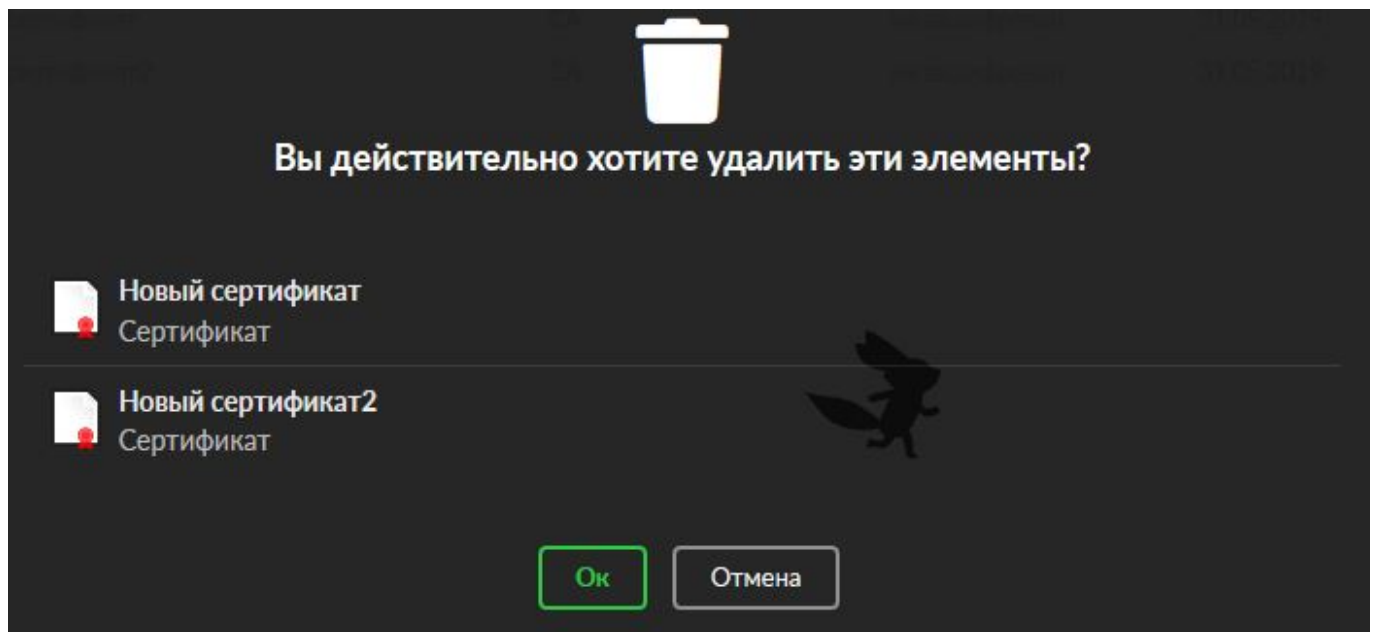 Вы действительно хотите удалить эти элементы?
Новый сертификат
Сертификат
Новый сертификат2
Сертификат
Ок
Отмена